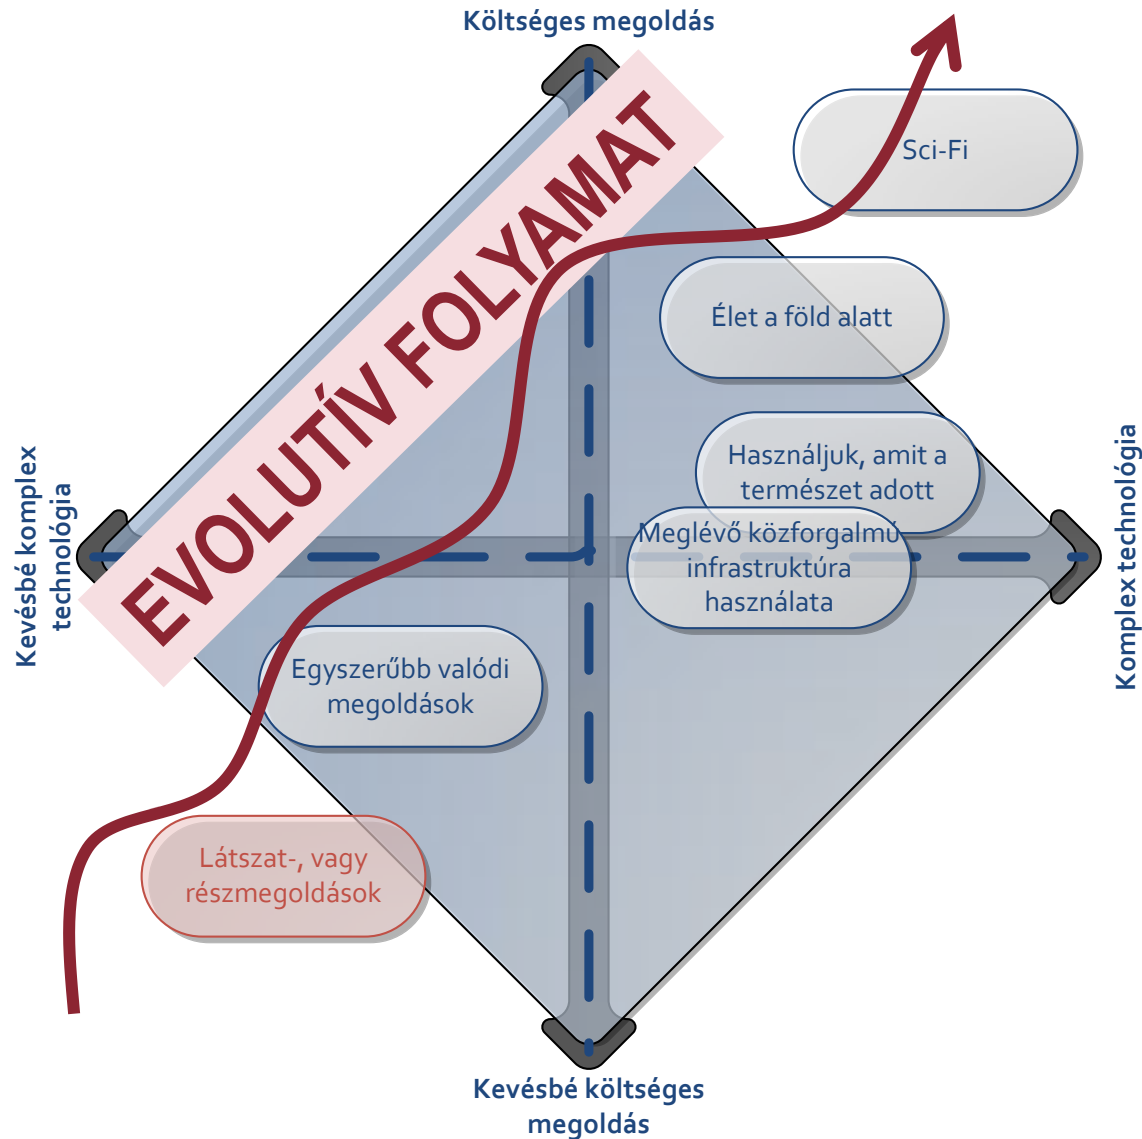 Költséges megoldás
Sci-Fi
EVOLUTÍV FOLYAMAT
Élet a föld alatt
Használjuk, amit a
természet adott
Meglévő közforgalmú
infrastruktúra
használata
Kevésbé komplex
technológia
Komplex technológia
Egyszerűbb valódi
megoldások
Látszat-, vagy
részmegoldások
Kevésbé költséges
megoldás